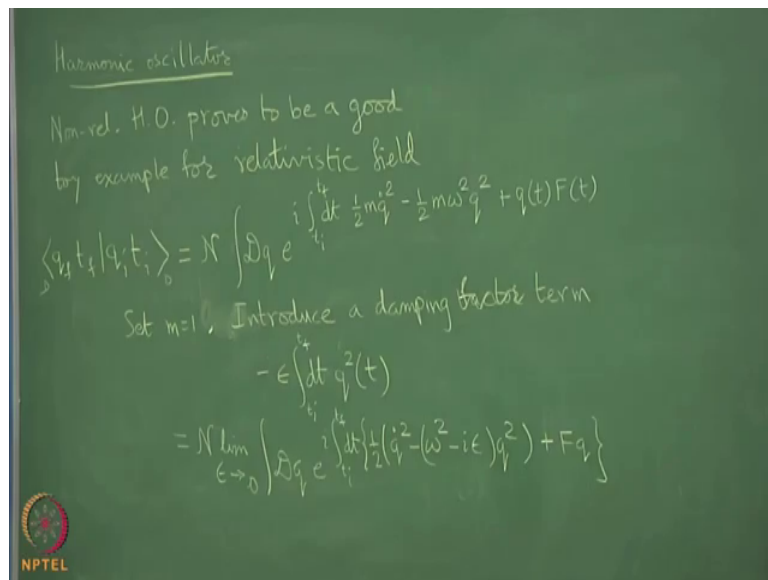 Harmonic oscillator
Non-rel. H.O. proves to be a good
toy example for relativistic field
⟨q_f t_f | q_i t_i⟩_0 = N ∫ Dq e^{i ∫_{t_i}^{t_f} dt ½ m q̇² − ½ m ω² q² + q(t) F(t)}
Set m=1. Introduce a damping factor term
− ε ∫_{t_i}^{t_f} dt q²(t)
= N lim_{ε→0} ∫ Dq e^{i ∫_{t_i}^{t_f} dt {½ (q̇² − (ω² − iε) q²) + Fq}}
NPTEL